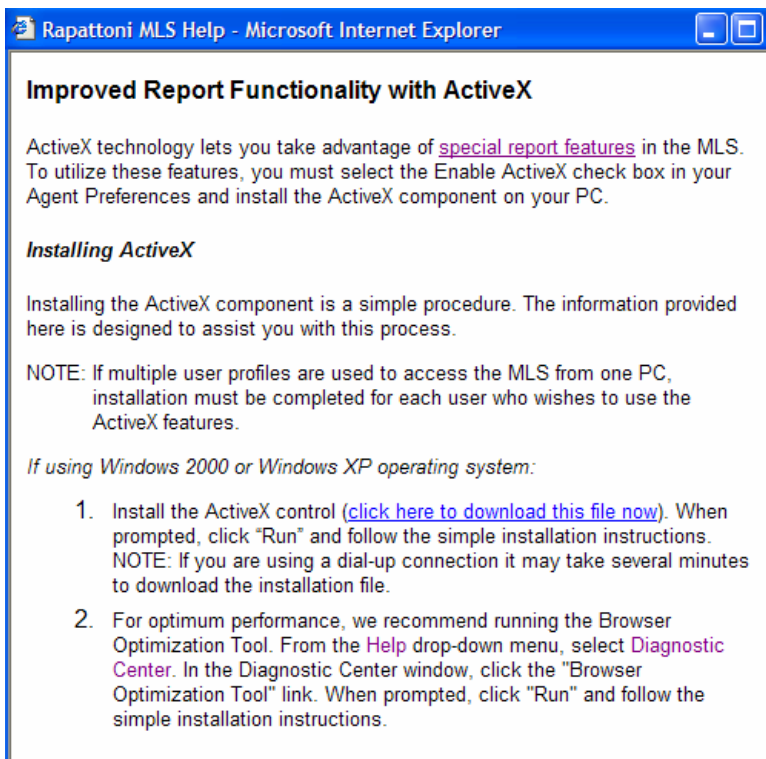 Rapattoni MLS Help - Microsoft Internet Explorer
Improved Report Functionality with ActiveX
ActiveX technology lets you take advantage of special report features in the MLS.
To utilize these features, you must select the Enable ActiveX check box in your
Agent Preferences and install the ActiveX component on your PC.
Installing ActiveX
Installing the ActiveX component is a simple procedure. The information provided
here is designed to assist you with this process.
NOTE: If multiple user profiles are used to access the MLS from one PC,
installation must be completed for each user who wishes to use the
ActiveX features.
If using Windows 2000 or Windows XP operating system:
1. Install the ActiveX control (click here to download this file now). When
prompted, click “Run” and follow the simple installation instructions.
NOTE: If you are using a dial-up connection it may take several minutes
to download the installation file.
2. For optimum performance, we recommend running the Browser
Optimization Tool. From the Help drop-down menu, select Diagnostic
Center. In the Diagnostic Center window, click the "Browser
Optimization Tool" link. When prompted, click "Run" and follow the
simple installation instructions.